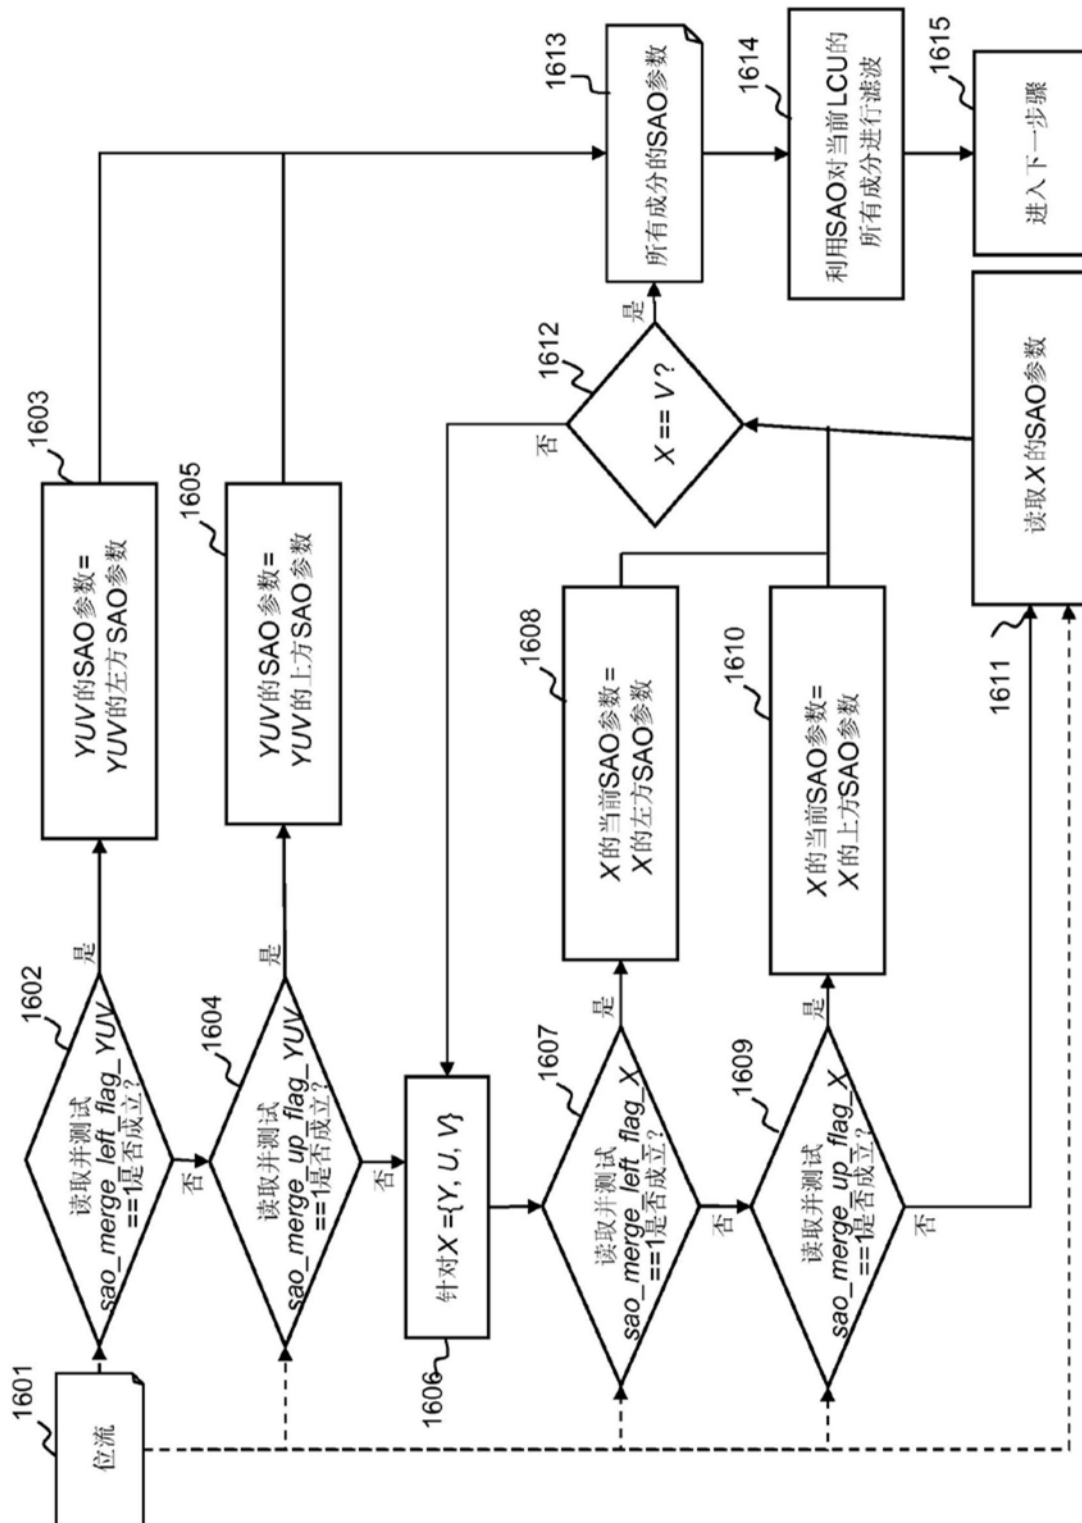 1601
位流
1602
读取并测试
sao_merge_left_flag_YUV
==1是否成立?
是
否
1603
YUV的SAO参数=
YUV的左方SAO参数
1604
读取并测试
sao_merge_up_flag_YUV
==1是否成立?
是
否
1605
YUV的SAO参数=
YUV的上方SAO参数
1606
针对X={Y, U, V}
1607
读取并测试
sao_merge_left_flag_X
==1是否成立?
是
否
1608
X的当前SAO参数=
X的左方SAO参数
1609
读取并测试
sao_merge_up_flag_X
==1是否成立?
是
否
1610
X的当前SAO参数=
X的上方SAO参数
1611
读取X的SAO参数
1612
X == V?
否
是
1613
所有成分的SAO参数
1614
利用SAO对当前LCU的
所有成分进行滤波
1615
进入下一步骤